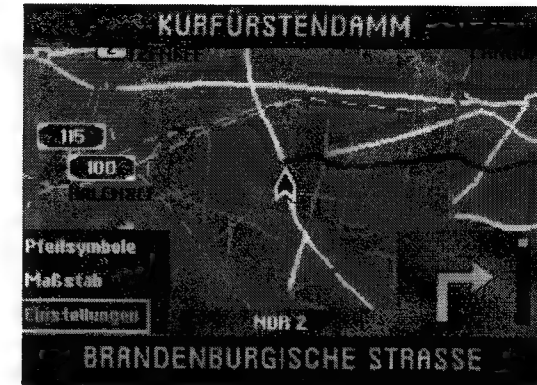 KURFÜRSTENDAMM
115
100
Pfeilsymbole
Maßstab
Einstellungen
NDR 2
BRANDENBURGISCHE STRASSE